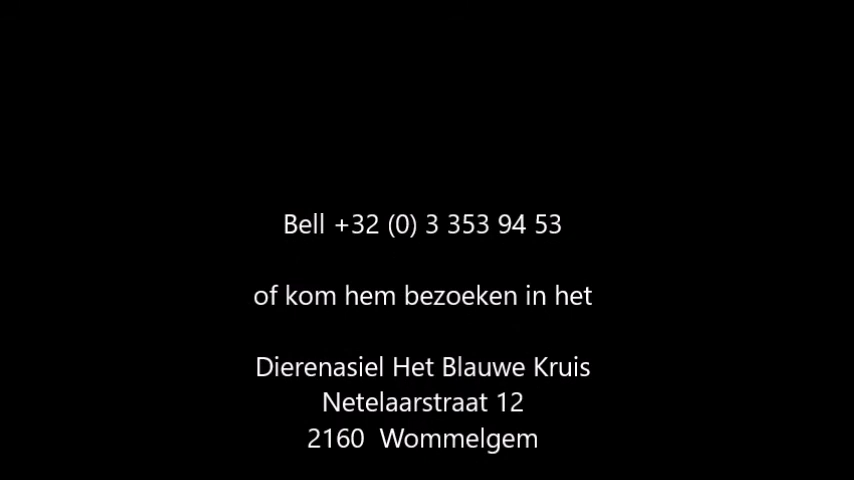 Bell +32 (0) 3 353 94 53
of kom hem bezoeken in het
Dierenasiel Het Blauwe Kruis
Netelaarstraat 12
2160 Wommelgem